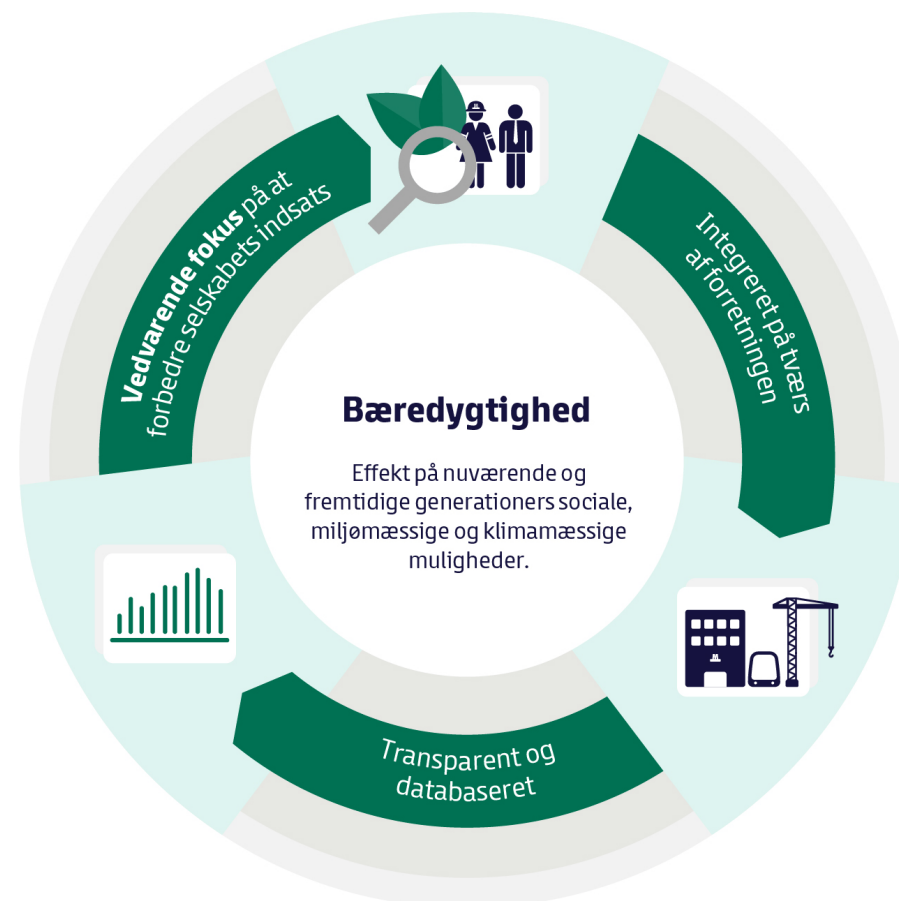 Vedvarende fokus på at
forbedre selskabets indsats
Integreret på tværs
af forretningen
Bæredygtighed
Effekt på nuværende og
fremtidige generationers sociale,
miljømæssige og klimamæssige
muligheder.
Transparent og
databaseret